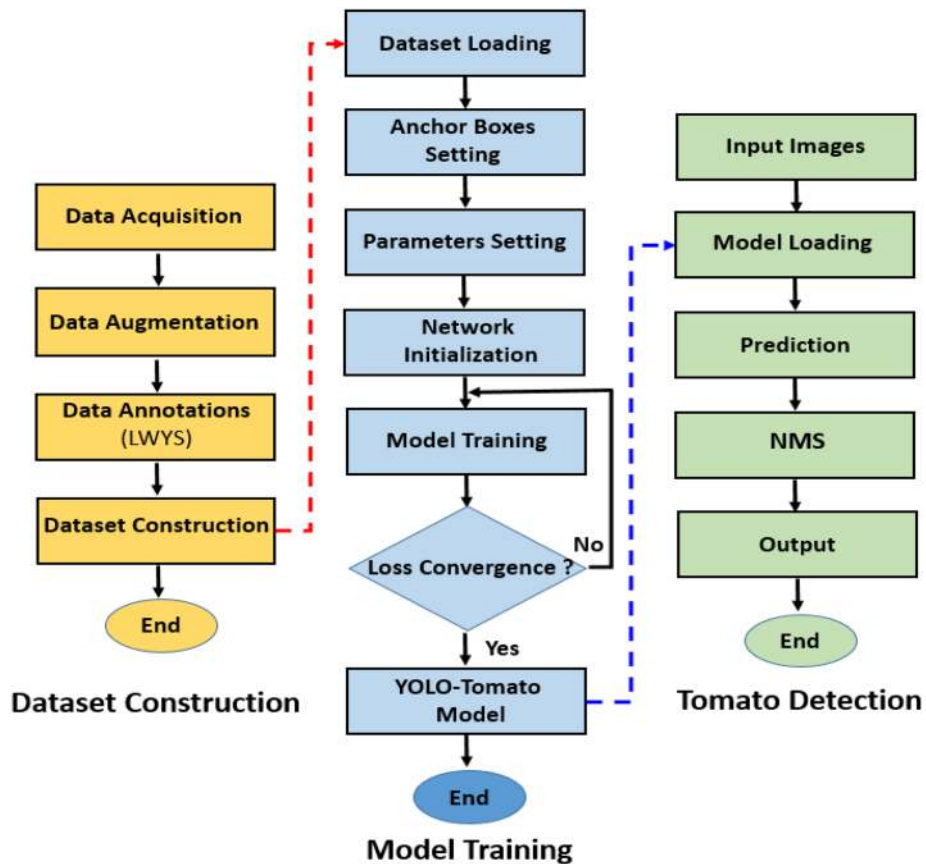 Data Acquisition
Data Augmentation
Data Annotations
(LWYS)
Dataset Construction
End
Dataset Construction
Dataset Loading
Anchor Boxes
Setting
Parameters Setting
Network
Initialization
Model Training
Loss Convergence ?
No
Yes
YOLO-Tomato
Model
End
Model Training
Input Images
Model Loading
Prediction
NMS
Output
End
Tomato Detection